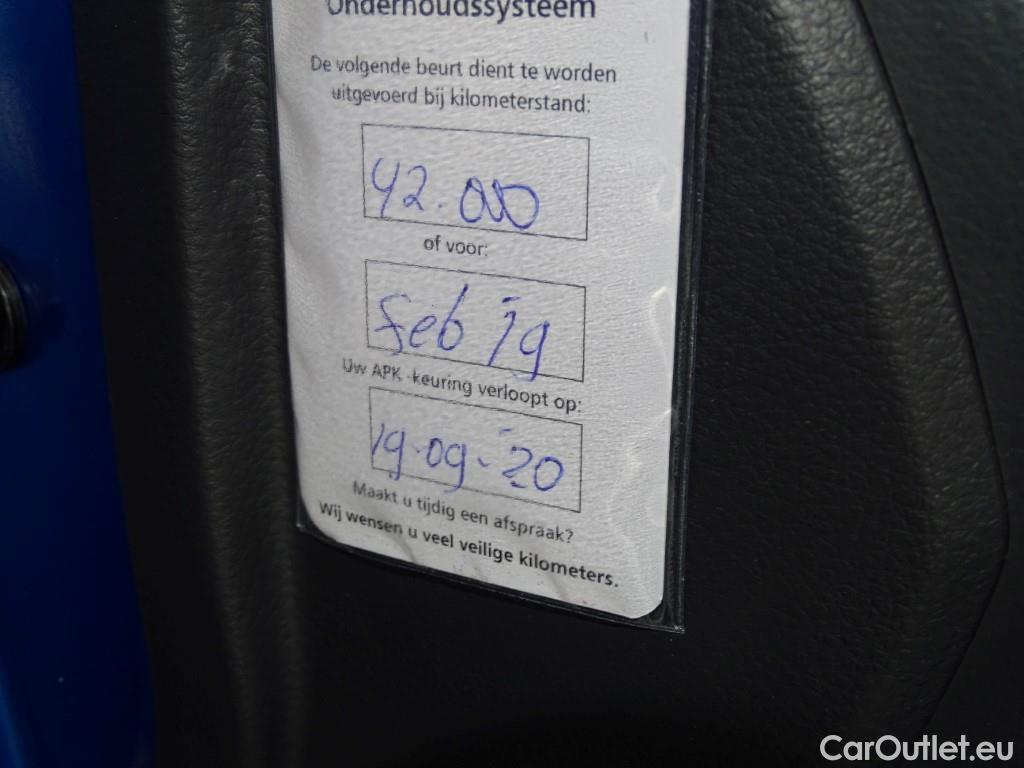 Onderhoudssysteem
De volgende beurt dient te worden
uitgevoerd bij kilometerstand:
42.000
of voor:
feb '19
Uw APK-keuring verloopt op:
19-09-'20
Maakt u tijdig een afspraak?
Wij wensen u veel veilige kilometers.
CarOutlet.eu